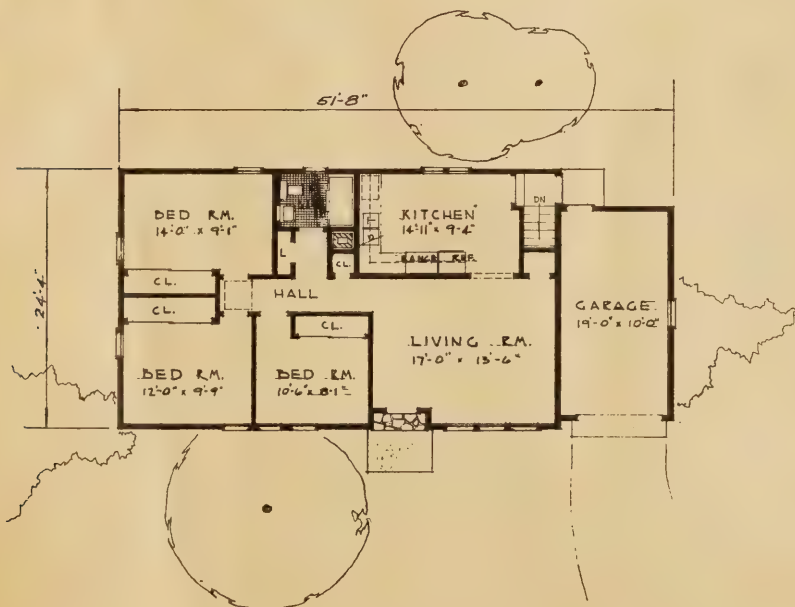 51'-8"
24'-4"
BED RM.
14'-0" x 9'-1"
CL.
CL.
L
CL.
KITCHEN
14'-11" x 9'-4"
RANGE REF.
DN
HALL
CL.
BED RM.
12'-0" x 9'-9"
BED RM.
10'-6" x 8'-1"
LIVING RM.
17'-0" x 13'-6"
GARAGE
19'-0" x 10'-0"